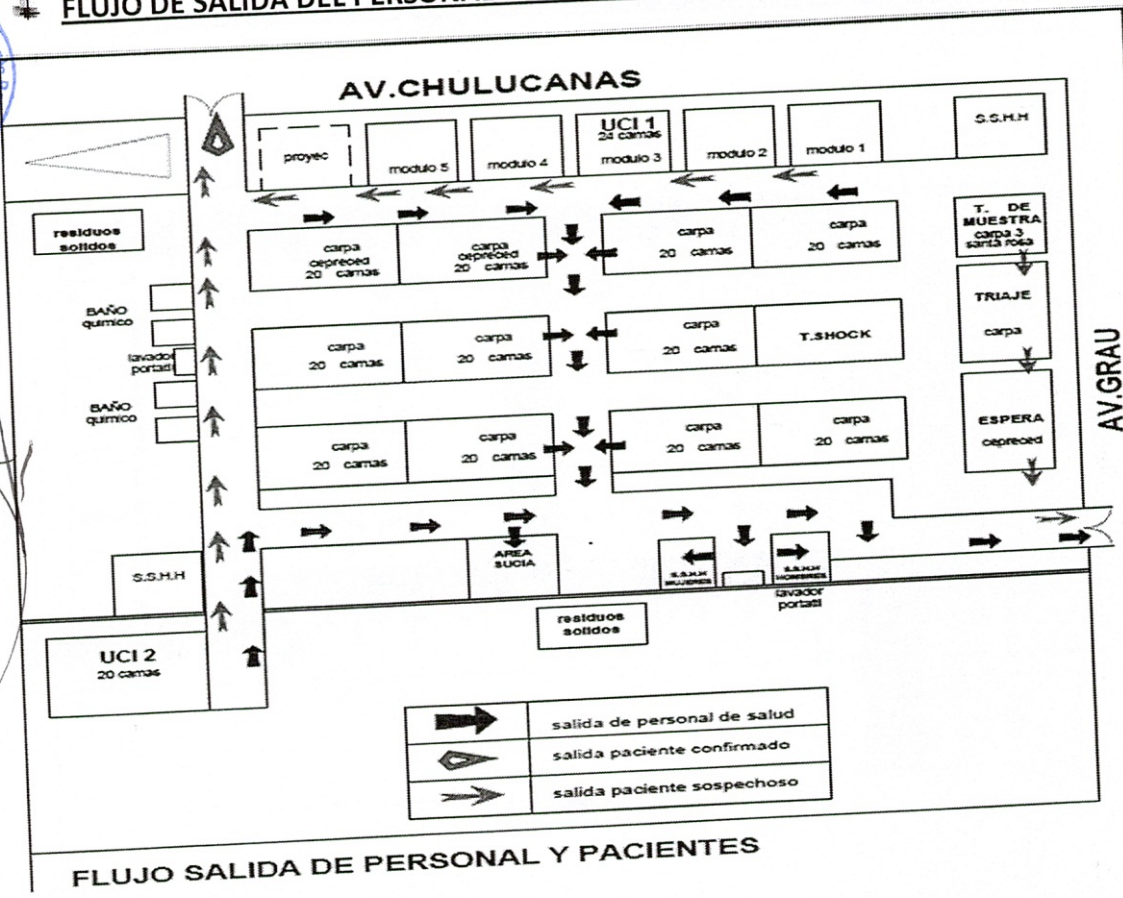 FLUJO DE SALIDA DEL PERSONAL
AV.CHULUCANAS
proyec
modulo 5
modulo 4
UCI 1
24 camas
modulo 3
modulo 2
modulo 1
S.S.H.H
residuos
solidos
carpa
cepreced
20 camas
carpa
cepreced
20 camas
carpa
20 camas
carpa
20 camas
T. DE
MUESTRA
carpa 3
santa rosa
BAÑO
quimico
lavador
portatil
BAÑO
quimico
carpa
20 camas
carpa
20 camas
carpa
20 camas
T.SHOCK
TRIAJE
carpa
AV.GRAU
carpa
20 camas
carpa
20 camas
carpa
20 camas
carpa
20 camas
ESPERA
cepreced
S.S.H.H
AREA
SUCIA
S.S.H.H
MUJERES
S.S.H.H
HOMBRES
lavador
portatil
residuos
solidos
UCI 2
20 camas
salida de personal de salud
salida paciente confirmado
salida paciente sospechoso
FLUJO SALIDA DE PERSONAL Y PACIENTES